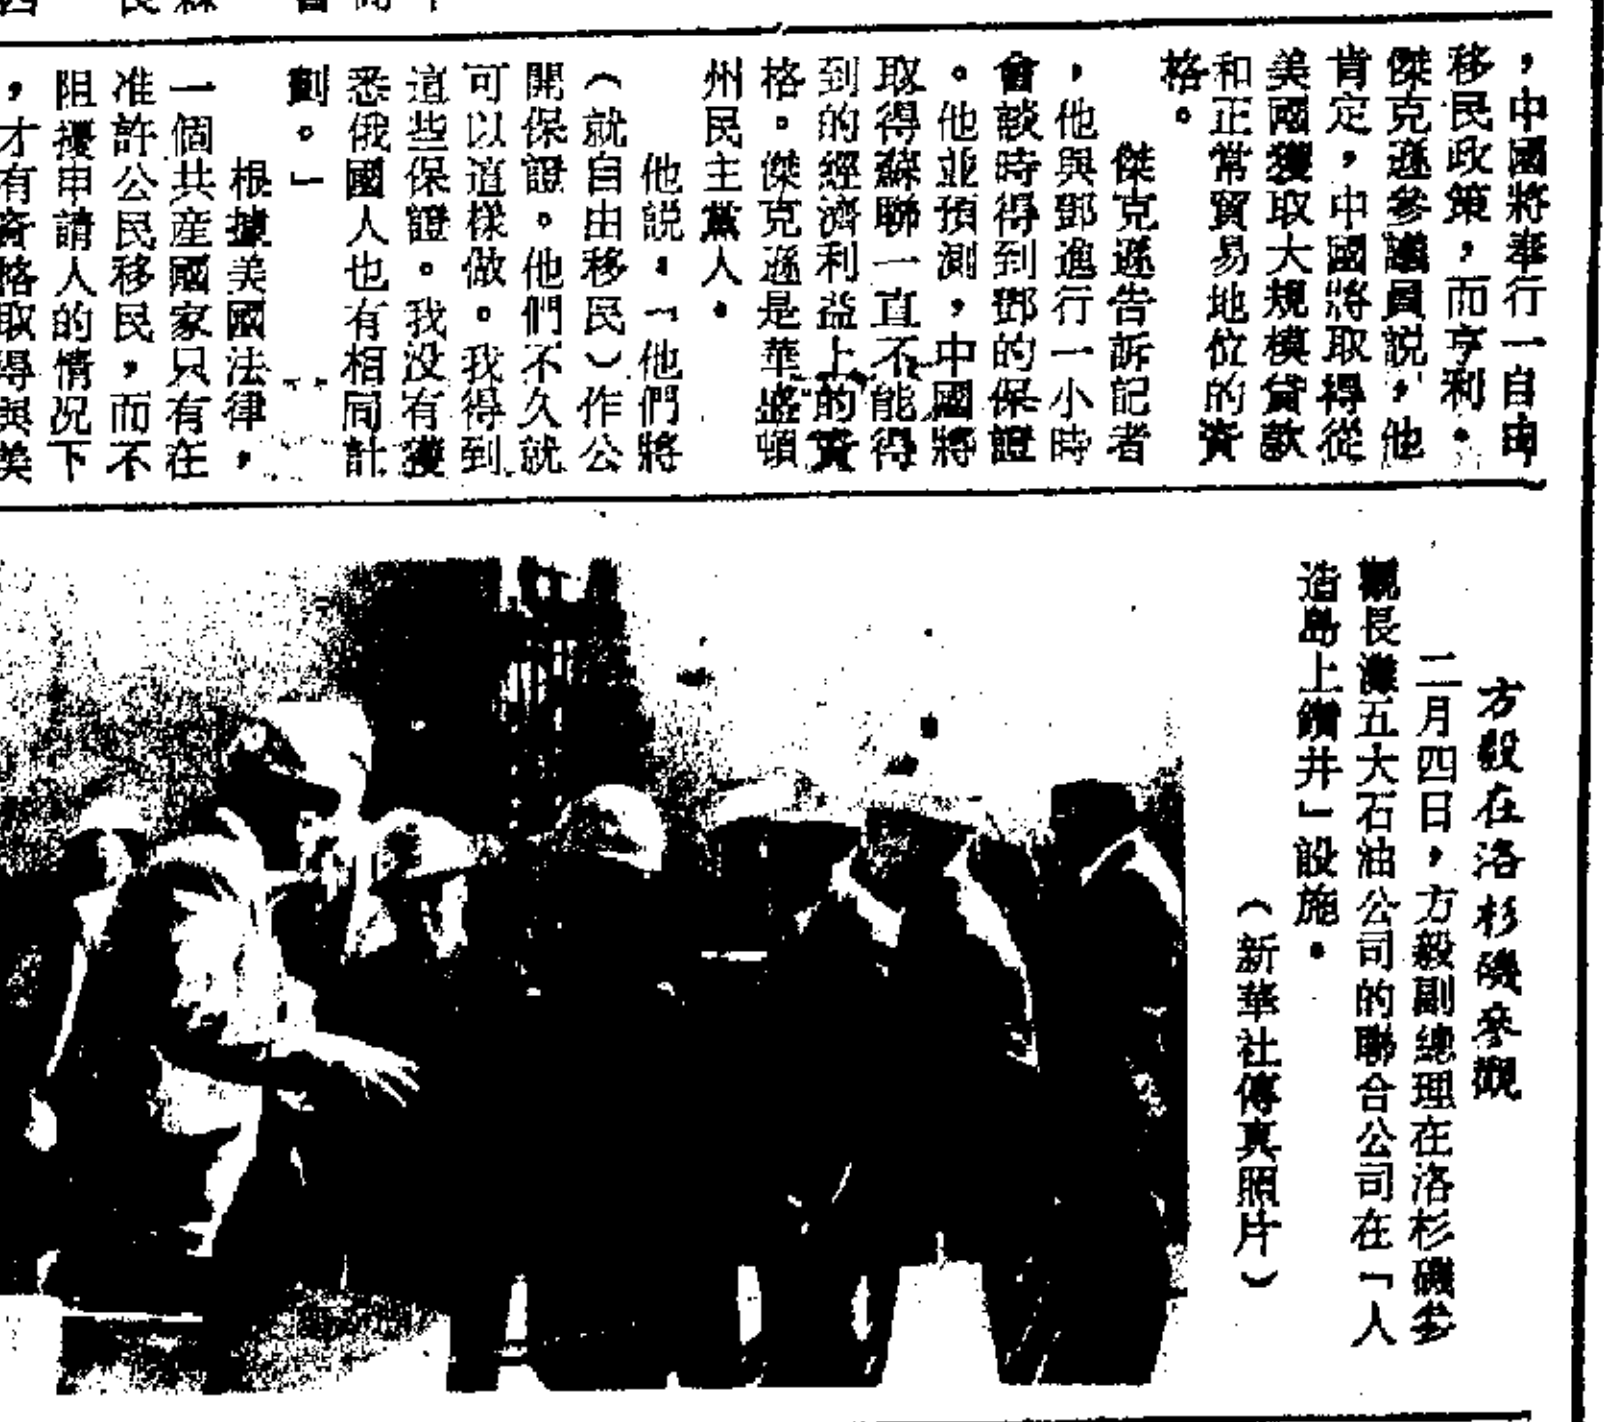 ，中國將奉行一自由
移民政策，而亨利·
傑克遜參議員説，他
肯定，中國將取得從
美國獲取大規模貸款
和正常貿易地位的資
格。
傑克遜告訴記者
，他與鄧進行一小時
會談時得到鄧的保證
。他並預測，中國將
取得蘇聯一直不能得
到的經濟利益上的資
格。傑克遜是華盛頓
州民主黨人。
他説：「他們將
（就自由移民）作公
開保證。他們不久就
可以這樣做。我得到
這些保證。我没有獲
悉俄國人也有相同計
劃。」
根據美國法律，
一個共産國家只有在
准許公民移民，而不
阻擾申請人的情況下
，才有資格取得與美
方毅在洛杉磯參觀
二月四日，方毅副總理在洛杉磯參
觀長灘五大石油公司的聯合公司在「人
造島上鑽井」設施。
（新華社傳真照片）